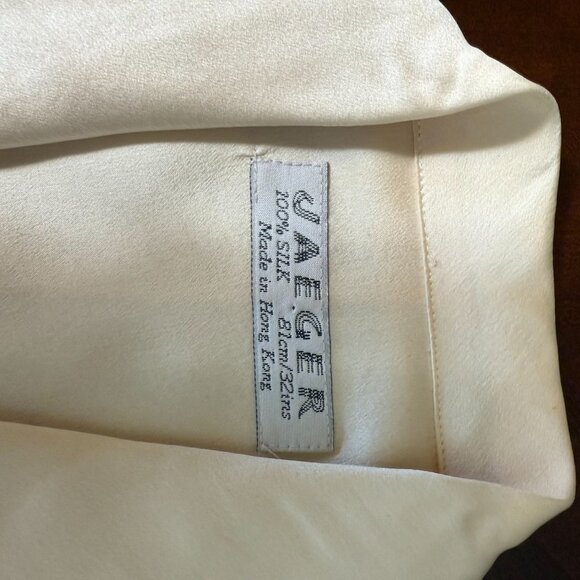 JAEGER
100% SILK 81cm/32ins
Made in Hong Kong